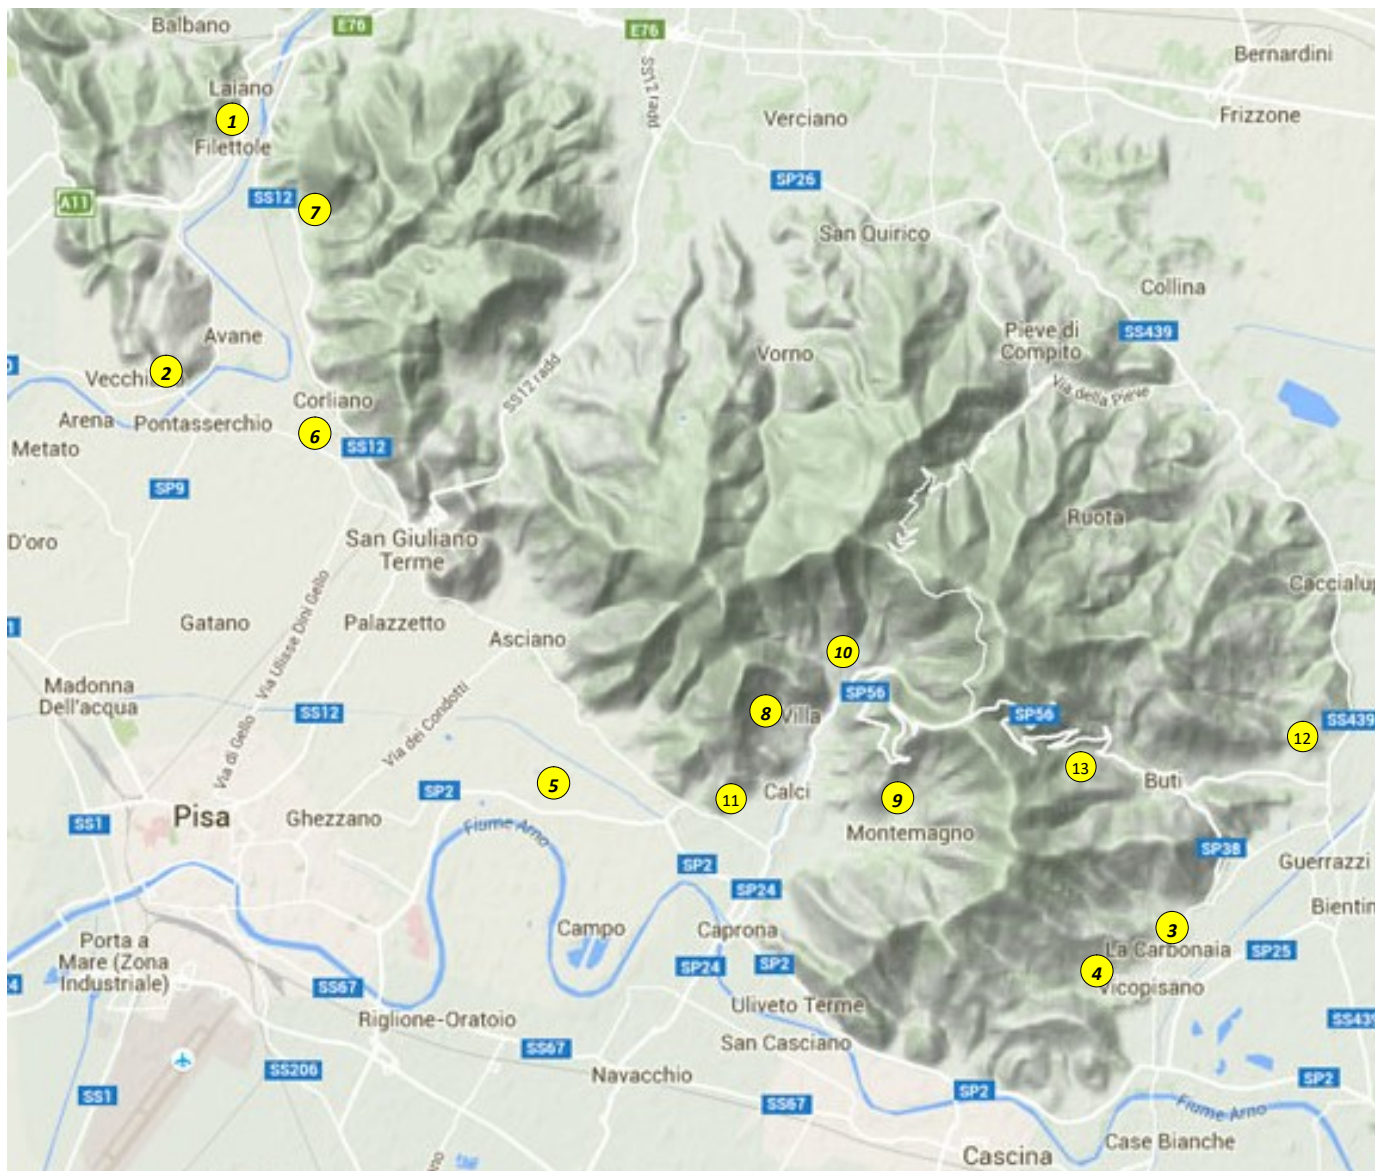 Balbano
E76
E76
Bernardini
Laiano
SS12 radd
1
Verciano
Frizzone
Filettole
SP26
A11
SS12
7
San Quirico
Collina
Avane
Pieve di
Compito
SS439
Vorno
2
Via della Pieve
SS12 radd
Corliano
Arena
Pontasserchio
6
SS12
Metato
SP9
Ruota
D'oro
San Giuliano
Terme
Via Ulisse Dini Gello
Gatano
Palazzetto
Asciano
10
Madonna
Dell'acqua
SP56
SS12
Via dei Condotti
8
Villa
SP56
SS439
12
Via di Gello
13
5
SP2
11
Calci
9
Buti
Pisa
SS1
Ghezzano
Fiume Arno
Montemagno
SP38
Guerrazzi
SP2
SP24
3
Campo
Caprona
La Carbonaia
SP25
Porta a
Mare (Zona
Industriale)
SP24
SP2
4
SS67
Uliveto Terme
Riglione-Oratoio
San Casciano
SS67
SS206
Navacchio
SP2
SP2
SS1
SS67
Fiume Arno
Case Bianche
Cascina